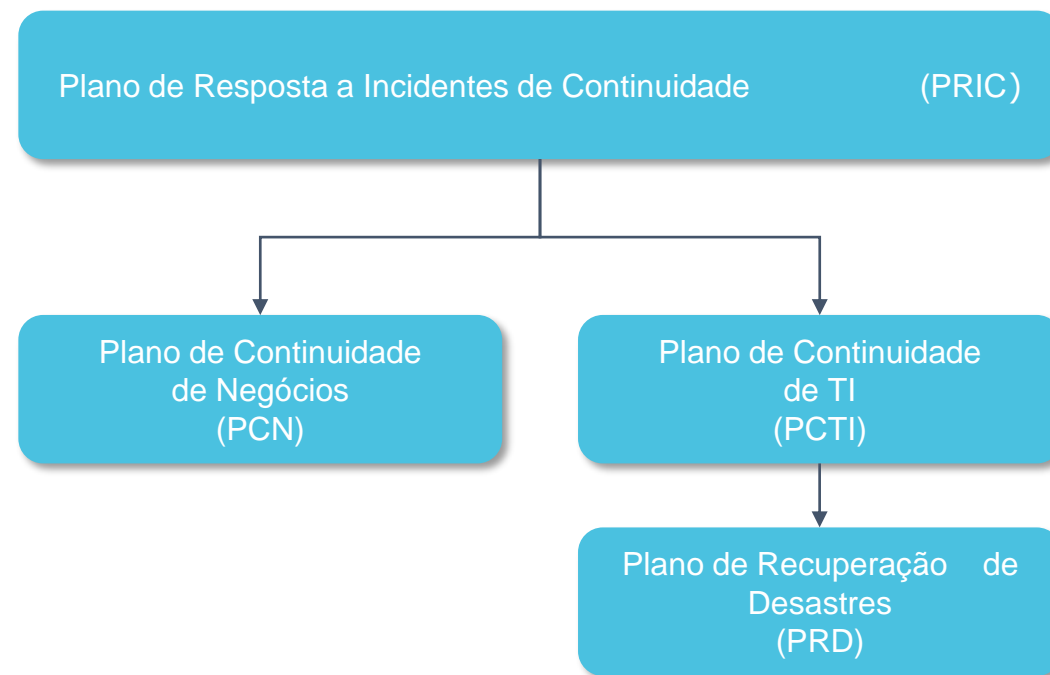 Plano de Resposta a Incidentes de Continuidade (PRIC)
Plano de Continuidade
de Negócios
(PCN)
Plano de Continuidade
de TI
(PCTI)
Plano de Recuperação de
Desastres
(PRD)